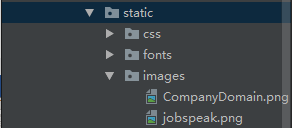 static
css
fonts
images
CompanyDomain.png
jobspeak.png